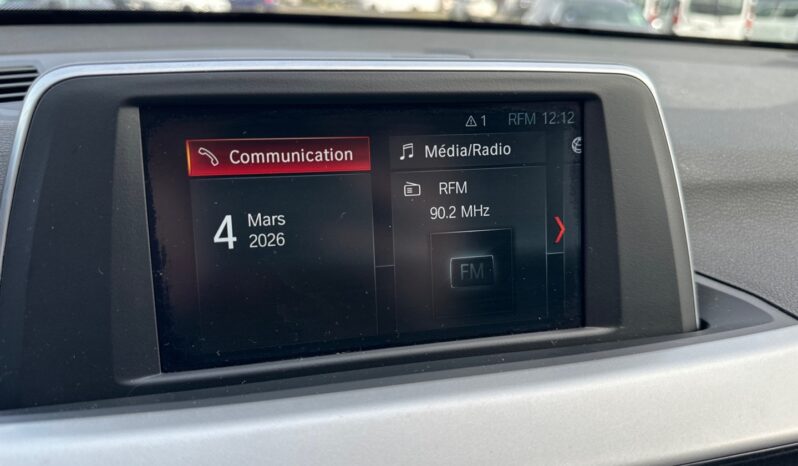 1 RFM 12:12
Communication
Média/Radio
4 Mars
2026
RFM
90.2 MHz
FM